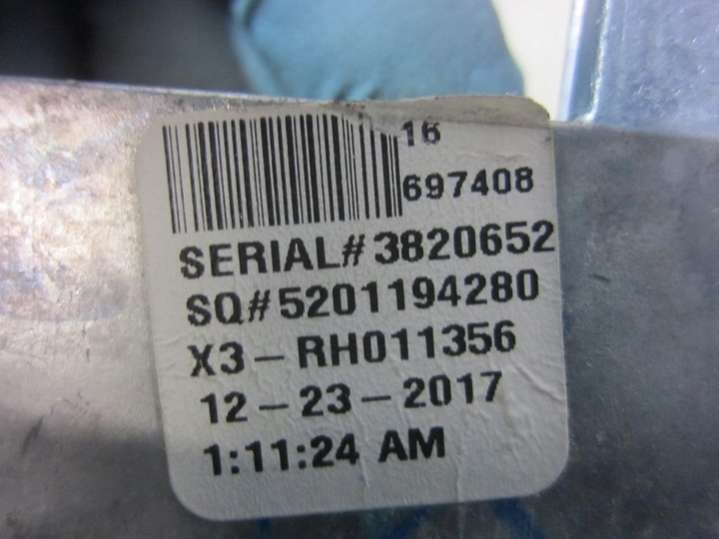 16
697408
SERIAL# 3820652
SQ# 5201194280
X3-RH011356
12-23-2017
1:11:24 AM